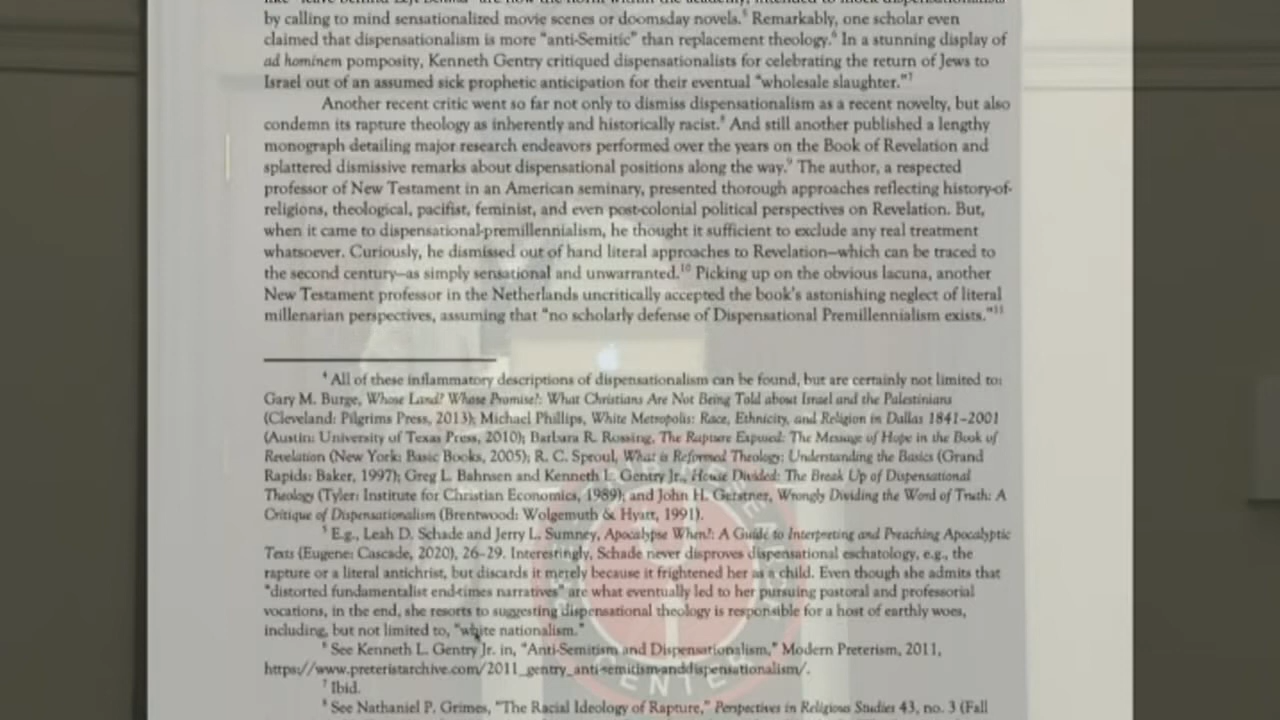 by calling to mind sensationalized movie scenes or doomsday novels.⁵ Remarkably, one scholar even
claimed that dispensationalism is more "anti-Semitic" than replacement theology.⁶ In a stunning display of
ad hominem pomposity, Kenneth Gentry critiqued dispensationalists for celebrating the return of Jews to
Israel out of an assumed sick prophetic anticipation for their eventual "wholesale slaughter."⁷
Another recent critic went so far not only to dismiss dispensationalism as a recent novelty, but also
condemn its rapture theology as inherently and historically racist.⁸ And still another published a lengthy
monograph detailing major research endeavors performed over the years on the Book of Revelation and
splattered dismissive remarks about dispensational positions along the way.⁹ The author, a respected
professor of New Testament in an American seminary, presented thorough approaches reflecting history-of-
religions, theological, pacifist, feminist, and even post-colonial political perspectives on Revelation. But,
when it came to dispensational-premillennialism, he thought it sufficient to exclude any real treatment
whatsoever. Curiously, he dismissed out of hand literal approaches to Revelation—which can be traced to
the second century—as simply sensational and unwarranted.¹⁰ Picking up on the obvious lacuna, another
New Testament professor in the Netherlands uncritically accepted the book's astonishing neglect of literal
millenarian perspectives, assuming that "no scholarly defense of Dispensational Premillennialism exists."¹¹
⁴ All of these inflammatory descriptions of dispensationalism can be found, but are certainly not limited to:
Gary M. Burge, Whose Land? Whose Promise?: What Christians Are Not Being Told about Israel and the Palestinians
(Cleveland: Pilgrims Press, 2013); Michael Phillips, White Metropolis: Race, Ethnicity, and Religion in Dallas 1841–2001
(Austin: University of Texas Press, 2010); Barbara R. Rossing, The Rapture Exposed: The Message of Hope in the Book of
Revelation (New York: Basic Books, 2005); R. C. Sproul, What is Reformed Theology: Understanding the Basics (Grand
Rapids: Baker, 1997); Greg L. Bahnsen and Kenneth L. Gentry Jr., House Divided: The Break Up of Dispensational
Theology (Tyler: Institute for Christian Economics, 1989); and John H. Gerstner, Wrongly Dividing the Word of Truth: A
Critique of Dispensationalism (Brentwood: Wolgemuth & Hyatt, 1991).
⁵ E.g., Leah D. Schade and Jerry L. Sumney, Apocalypse When?: A Guide to Interpreting and Preaching Apocalyptic
Texts (Eugene: Cascade, 2020), 26–29. Interestingly, Schade never disproves dispensational eschatology, e.g., the
rapture or a literal antichrist, but discards it merely because it frightened her as a child. Even though she admits that
"distorted fundamentalist end-times narratives" are what eventually led to her pursuing pastoral and professorial
vocations, in the end, she resorts to suggesting dispensational theology is responsible for a host of earthly woes,
including, but not limited to, "white nationalism."
⁶ See Kenneth L. Gentry Jr. in, "Anti-Semitism and Dispensationalism," Modern Preterism, 2011,
https://www.preteristarchive.com/2011_gentry_anti-semitism-anddispensationalism/.
⁷ Ibid.
⁸ See Nathaniel P. Grimes, "The Racial Ideology of Rapture," Perspectives in Religious Studies 43, no. 3 (Fall
CENTER